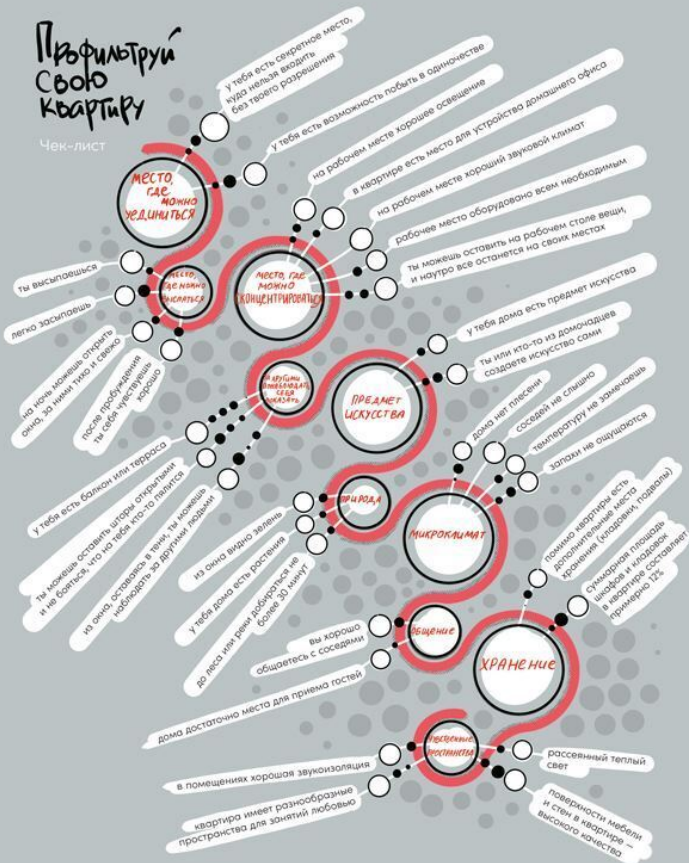 Профильтруй
свою
квартиру
Чек-лист
у тебя есть секретное место,
куда нельзя входить
без твоего разрешения
у тебя есть возможность побыть в одиночестве
МЕСТО,
ГДЕ
МОЖНО
УЕДИНИТЬСЯ
на рабочем месте хорошее освещение
в квартире есть место для устройства домашнего офиса
на рабочем месте хороший звуковой климат
рабочее место оборудовано всем необходимым
ты можешь оставить на рабочем столе вещи,
и наутро все останется на своих местах
МЕСТО, ГДЕ
МОЖНО
СКОНЦЕНТРИРОВАТЬСЯ
ты высыпаешься
легко засыпаешь
на ночь можешь открыть
окна, за ними тихо и свежо
после пробуждения
ты себя чувствуешь
хорошо
МЕСТО,
ГДЕ МОЖНО
ВЫСПАТЬСЯ
у тебя дома есть предмет искусства
ты или кто-то из домочадцев
создаете искусство сами
ПРЕДМЕТ
ИСКУССТВА
СЕБЯ
ПОКАЗАТЬ
у тебя есть балкон или терраса
ты можешь оставить шторы открытыми
и не бояться, что на тебя кто-то пялится
из окна, оставаясь в тени, ты можешь
наблюдать за другими людьми
дома нет плесени
соседей не слышно
температуру не замечаешь
запахи не ощущаются
МИКРОКЛИМАТ
ПРИРОДА
из окна видно зелень
у тебя дома есть растения
до леса или реки добираться не
более 30 минут
помимо квартиры есть
дополнительные места
хранения (кладовки, подвалы)
суммарная площадь
шкафов и кладовок
в квартире составляет
примерно 12%
ХРАНЕНИЕ
ОБЩЕНИЕ
вы хорошо
общаетесь с соседями
дома достаточно места для приема гостей
ЧУВСТВЕННЫЕ
ПРОСТРАНСТВА
в помещениях хорошая звукоизоляция
квартира имеет разнообразные
пространства для занятий любовью
рассеянный теплый
свет
поверхности мебели
и стен в квартире —
высокого качества